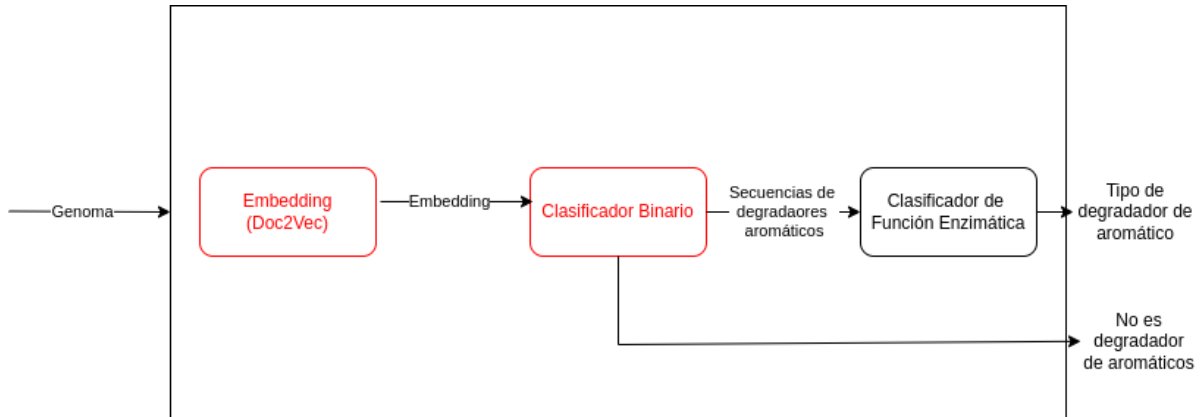 Genoma
Embedding
(Doc2Vec)
Embedding
Clasificador Binario
Secuencias de
degradaores
aromáticos
Clasificador de
Función Enzimática
Tipo de
degradador de
aromático
No es
degradador
de aromáticos